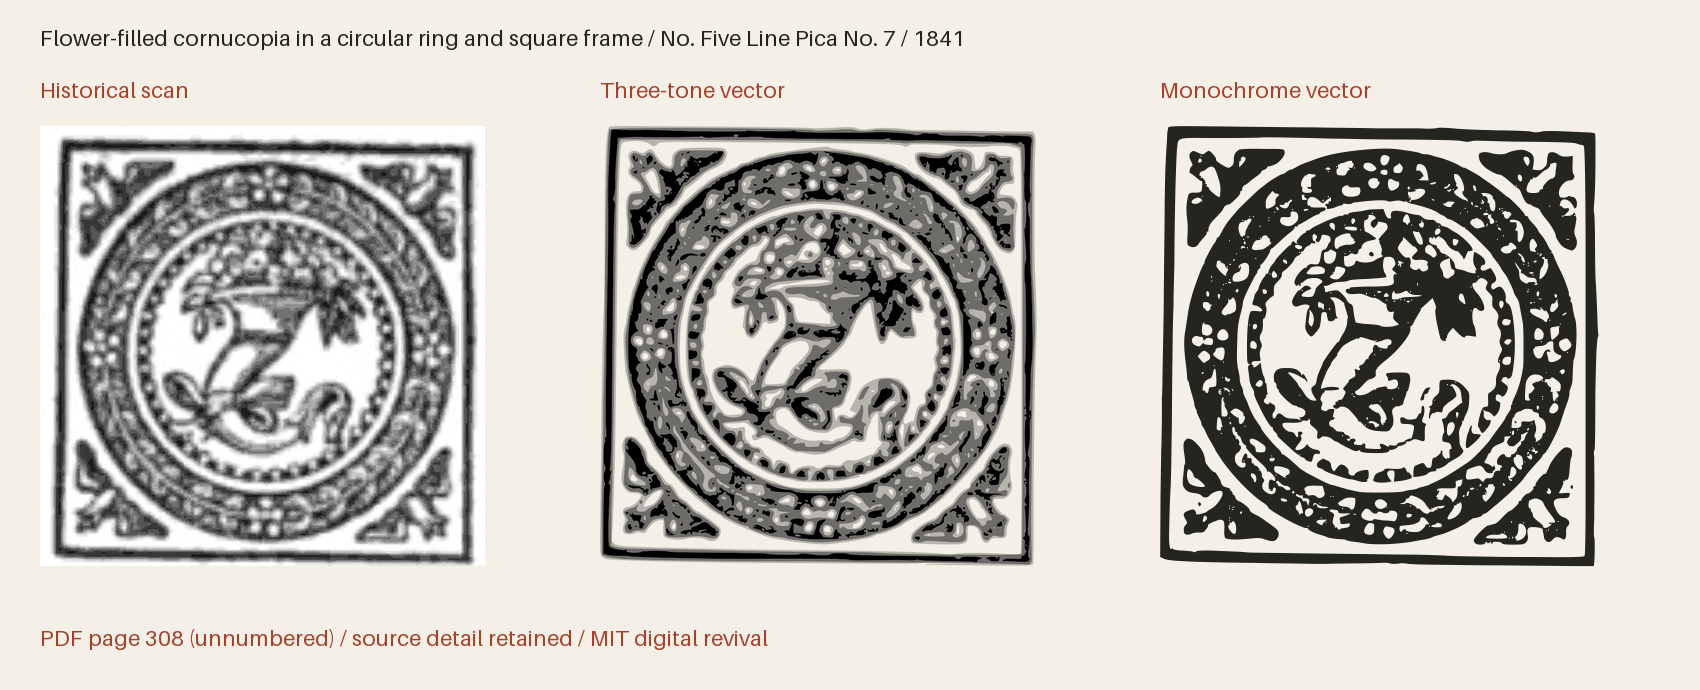 Flower-filled cornucopia in a circular ring and square frame / No. Five Line Pica No. 7 / 1841
Historical scan
Three-tone vector
Monochrome vector
PDF page 308 (unnumbered) / source detail retained / MIT digital revival